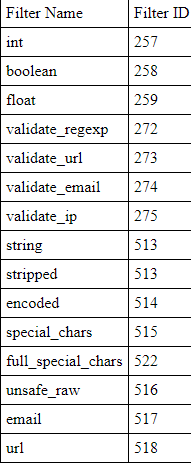 Filter Name Filter ID
int 257
boolean 258
float 259
validate_regexp 272
validate_url 273
validate_email 274
validate_ip 275
string 513
stripped 513
encoded 514
special_chars 515
full_special_chars 522
unsafe_raw 516
email 517
url 518